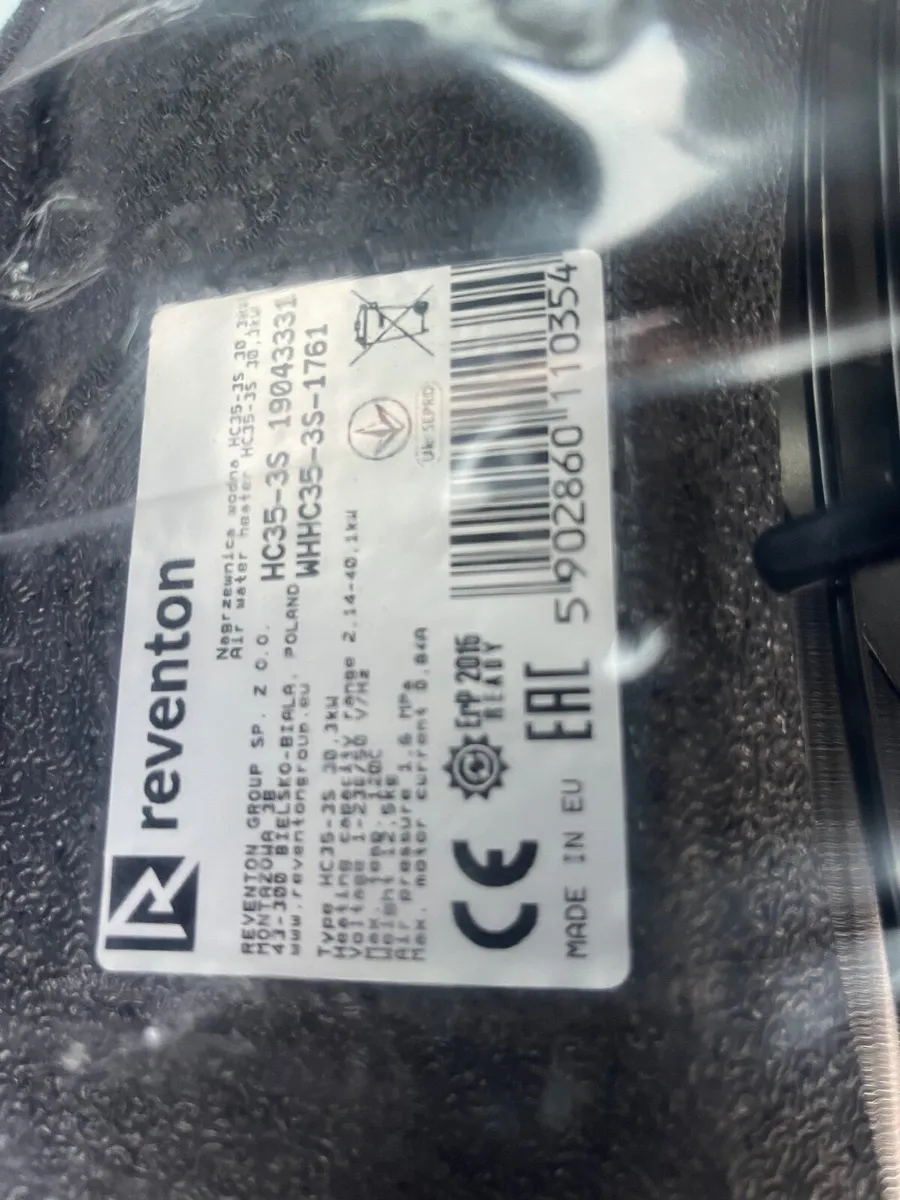 reventon
Nagrzewnica wodna HC35-3S 30,3kW
Air water heater HC35-3S 30,3kW
REVENTON GROUP SP. Z O.O.
MONTAŻOWA 3B
43-300 BIELSKO-BIAŁA, POLAND
www.reventongroup.eu
HC35-3S 19043331
WHHC35-3S-1761
Type HC35-3S 30,3kW
Heating capacity range 2,14-40,1kW
Voltage 1-230/50 V/Hz
Max. temp. 130C
Weight 12.5kg
Air pressure 1.6 MPa
Max. motor current 0,84A
CE
ErP 2016
READY
UkrSEPRO
MADE IN EU
EAC
5 902860 110354